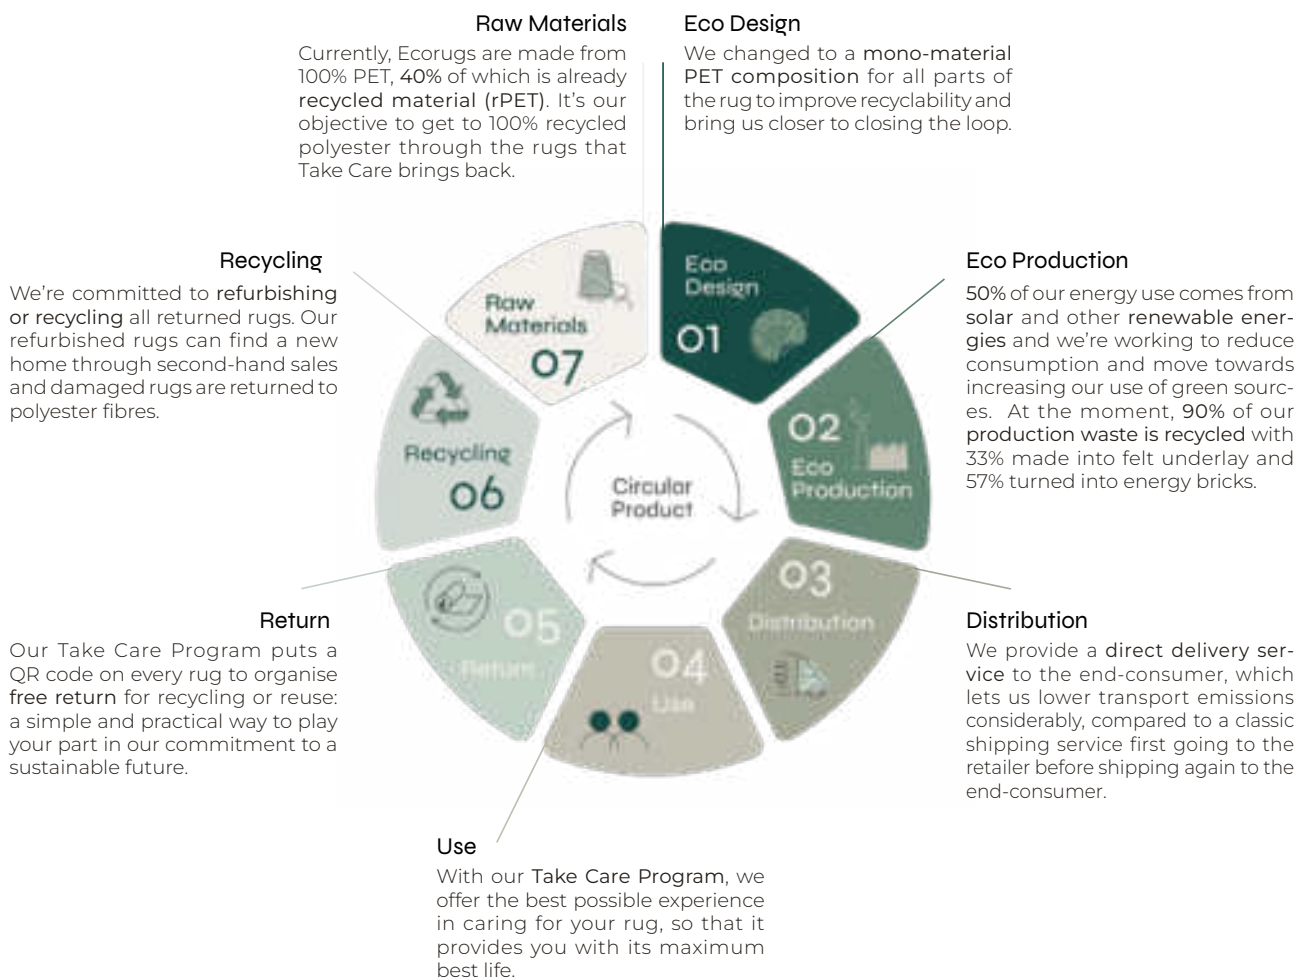 Raw Materials
Currently, Ecorugs are made from
100% PET, 40% of which is already
recycled material (rPET). It's our
objective to get to 100% recycled
polyester through the rugs that
Take Care brings back.
Eco Design
We changed to a mono-material
PET composition for all parts of
the rug to improve recyclability and
bring us closer to closing the loop.
Recycling
We're committed to refurbishing
or recycling all returned rugs. Our
refurbished rugs can find a new
home through second-hand sales
and damaged rugs are returned to
polyester fibres.
Eco Production
50% of our energy use comes from
solar and other renewable ener-
gies and we're working to reduce
consumption and move towards
increasing our use of green sourc-
es. At the moment, 90% of our
production waste is recycled with
33% made into felt underlay and
57% turned into energy bricks.
Raw
Materials
07
Eco
Design
01
02
Eco
Production
Recycling
06
Circular
Product
03
Distribution
05
Return
04
Use
Return
Our Take Care Program puts a
QR code on every rug to organise
free return for recycling or reuse:
a simple and practical way to play
your part in our commitment to a
sustainable future.
Distribution
We provide a direct delivery ser-
vice to the end-consumer, which
lets us lower transport emissions
considerably, compared to a classic
shipping service first going to the
retailer before shipping again to the
end-consumer.
Use
With our Take Care Program, we
offer the best possible experience
in caring for your rug, so that it
provides you with its maximum
best life.